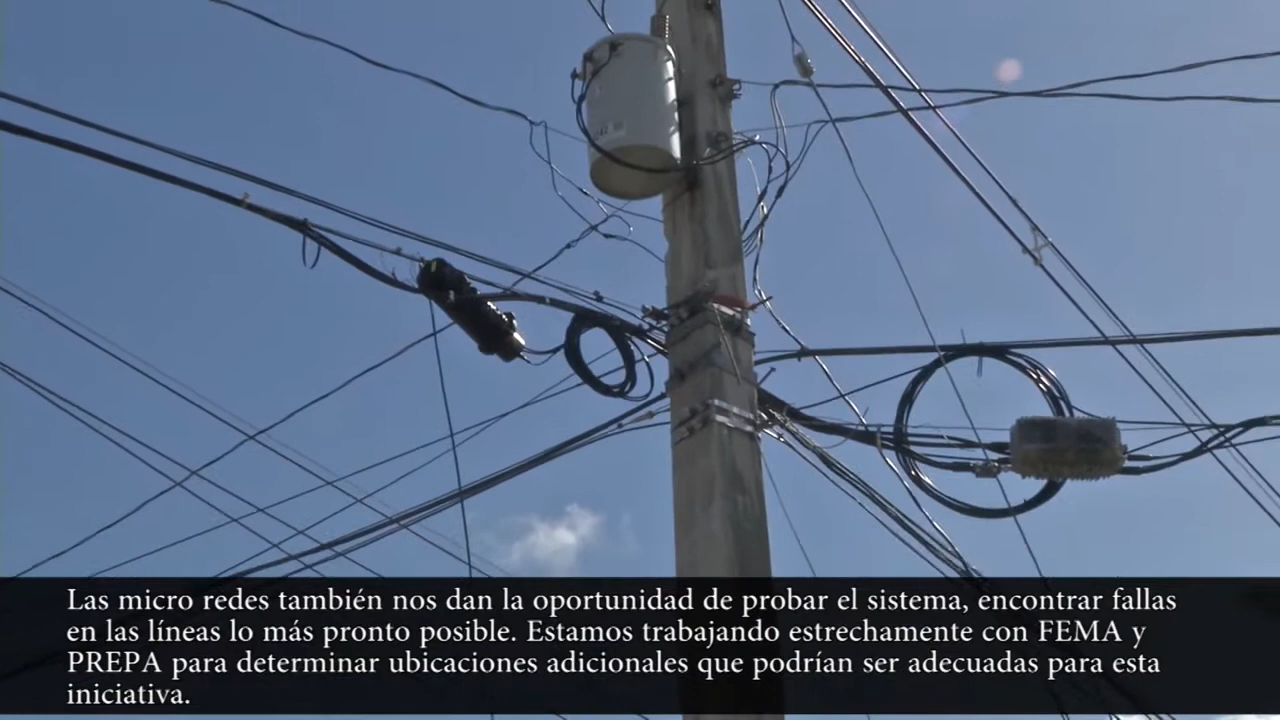 Las micro redes también nos dan la oportunidad de probar el sistema, encontrar fallas
en las líneas lo más pronto posible. Estamos trabajando estrechamente con FEMA y
PREPA para determinar ubicaciones adicionales que podrían ser adecuadas para esta
iniciativa.